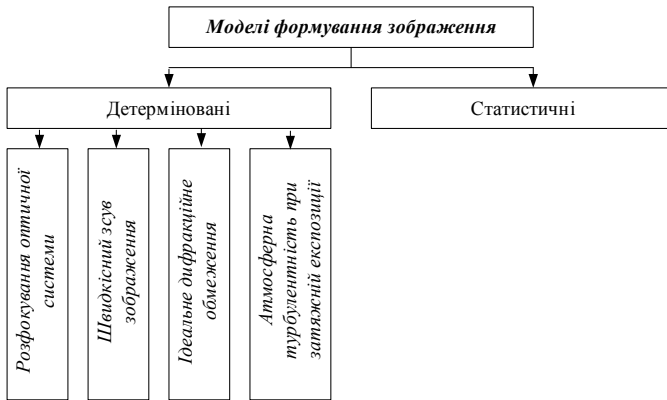 Моделі формування зображення
Детерміновані
Статистичні
Розфокування оптичної
системи
Швидкісний зсув
зображення
Ідеальне дифракційне
обмеження
Атмосферна
турбулентність при
затяжній експозиції